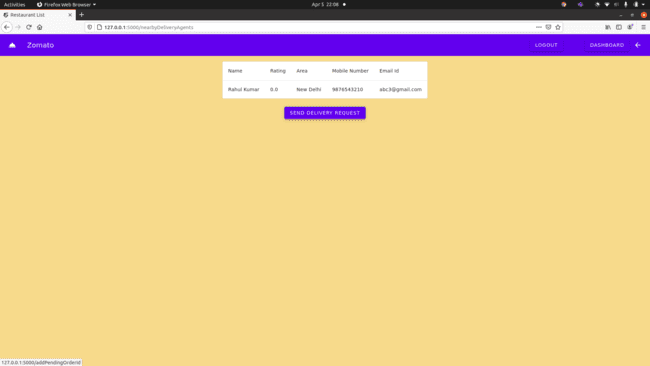 Activities Firefox Web Browser Apr 5 22:06
Restaurant List
127.0.0.1:5000/nearbyDeliveryAgents
Zomato LOGOUT DASHBOARD
Name Rating Area Mobile Number Email id
Rahul Kumar 0.0 New Delhi 9876543210 abc3@gmail.com
SEND DELIVERY REQUEST
127.0.0.1:5000/addPendingOrderid